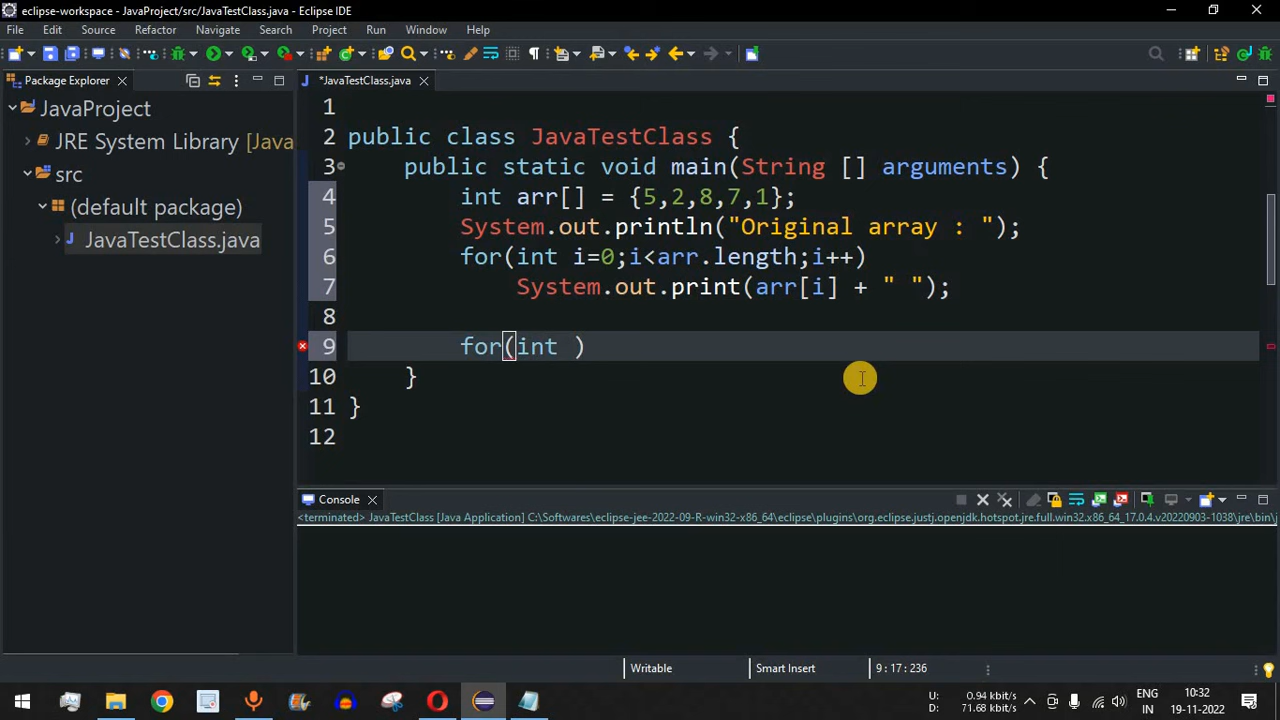 eclipse-workspace - JavaProject/src/JavaTestClass.java - Eclipse IDE
File Edit Source Refactor Navigate Search Project Run Window Help
Package Explorer
*JavaTestClass.java
JavaProject
JRE System Library [Java
src
(default package)
JavaTestClass.java
1
2 public class JavaTestClass {
3 public static void main(String [] arguments) {
4 int arr[] = {5,2,8,7,1};
5 System.out.println("Original array : ");
6 for(int i=0;i<arr.length;i++)
7 System.out.print(arr[i] + " ");
8
9 for(int )
10 }
11 }
12
Console
<terminated> JavaTestClass [Java Application] C:\Softwares\eclipse-jee-2022-09-R-win32-x86_64\eclipse\plugins\org.eclipse.justj.openjdk.hotspot.jre.full.win32.x86_64_17.0.4.v20220903-1038\jre\bin\j
Writable Smart Insert 9 : 17 : 236
U: 0.94 kbit/s
D: 71.68 kbit/s
ENG
IN
10:32
19-11-2022